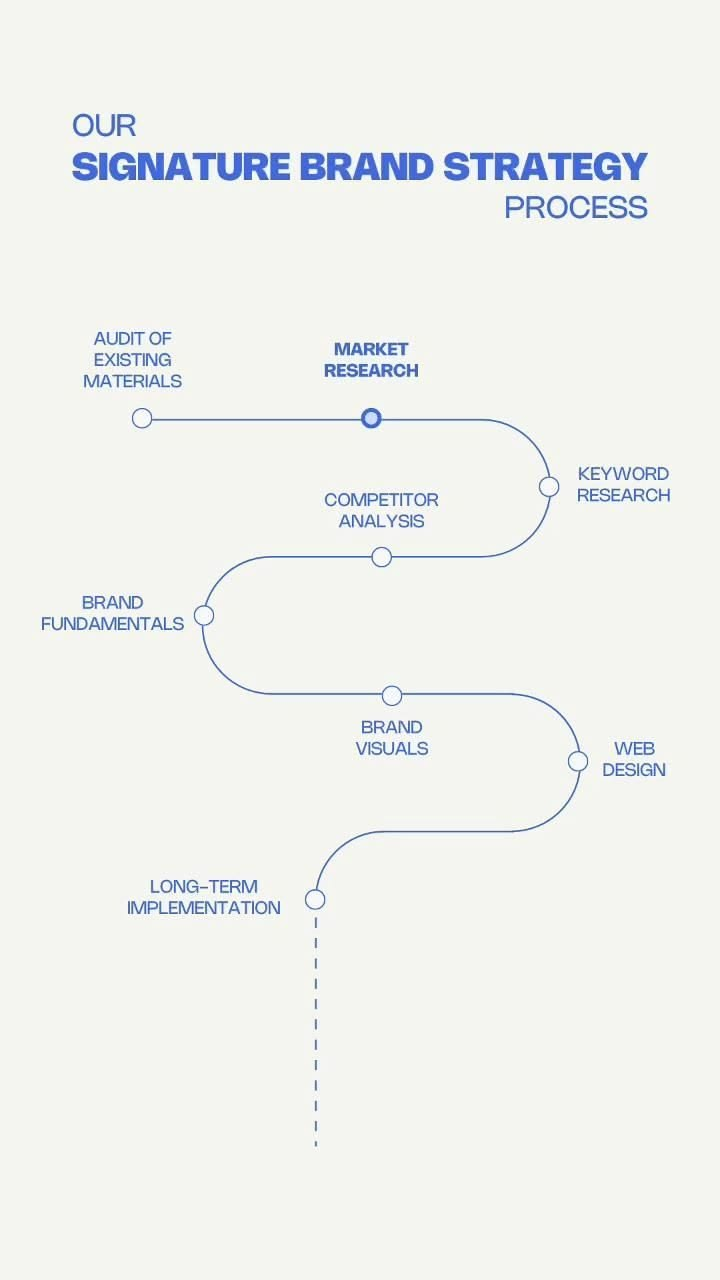 OUR
SIGNATURE BRAND STRATEGY
PROCESS
AUDIT OF
EXISTING
MATERIALS
MARKET
RESEARCH
KEYWORD
RESEARCH
COMPETITOR
ANALYSIS
BRAND
FUNDAMENTALS
BRAND
VISUALS
WEB
DESIGN
LONG-TERM
IMPLEMENTATION